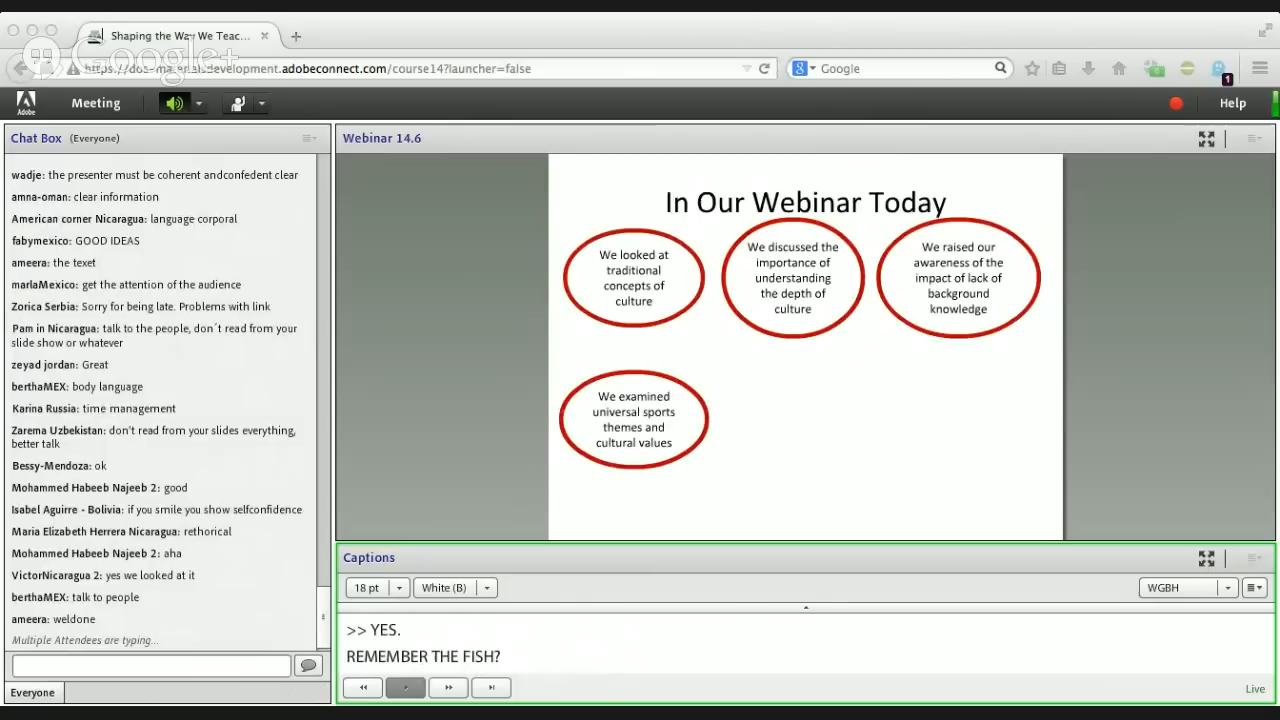 Shaping the Way We Teac...
Google+
https://dos-materialsdevelopment.adobeconnect.com/course14?launcher=false
Google
1
Adobe
Meeting
Help
Chat Box (Everyone)
wadje: the presenter must be coherent andconfedent clear
amna-oman: clear information
American corner Nicaragua: language corporal
fabymexico: GOOD IDEAS
ameera: the texet
marlaMexico: get the attention of the audience
Zorica Serbia: Sorry for being late. Problems with link
Pam in Nicaragua: talk to the people, don´t read from your
slide show or whatever
zeyad jordan: Great
berthaMEX: body language
Karina Russia: time management
Zarema Uzbekistan: don't read from your slides everything,
better talk
Bessy-Mendoza: ok
Mohammed Habeeb Najeeb 2: good
Isabel Aguirre - Bolivia: if you smile you show selfconfidence
Maria Elizabeth Herrera Nicaragua: rethorical
Mohammed Habeeb Najeeb 2: aha
VictorNicaragua 2: yes we looked at it
berthaMEX: talk to people
ameera: weldone
Multiple Attendees are typing...
Everyone
Webinar 14.6
In Our Webinar Today
We looked at
traditional
concepts of
culture
We discussed the
importance of
understanding
the depth of
culture
We raised our
awareness of the
impact of lack of
background
knowledge
We examined
universal sports
themes and
cultural values
Captions
18 pt
White (B)
WGBH
>> YES.
REMEMBER THE FISH?
Live